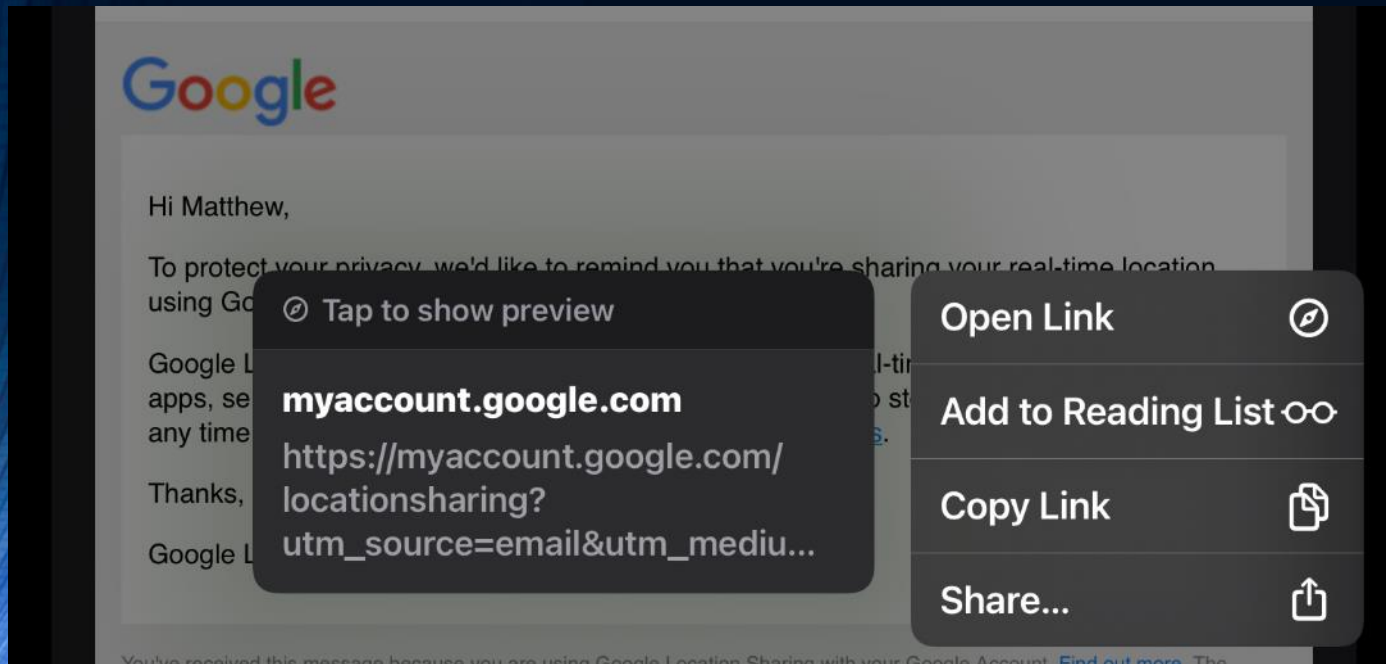 Google
Hi Matthew,
To protect your privacy, we'd like to remind you that you're sharing your real-time location
using Go
Tap to show preview
Open Link
Google L
apps, se
myaccount.google.com
Add to Reading List
any time
https://myaccount.google.com/
locationsharing?
Thanks,
Copy Link
utm_source=email&utm_mediu...
Google L
Share...
You've received this message because you are using Google Location Sharing with your Google Account. Find out more. The